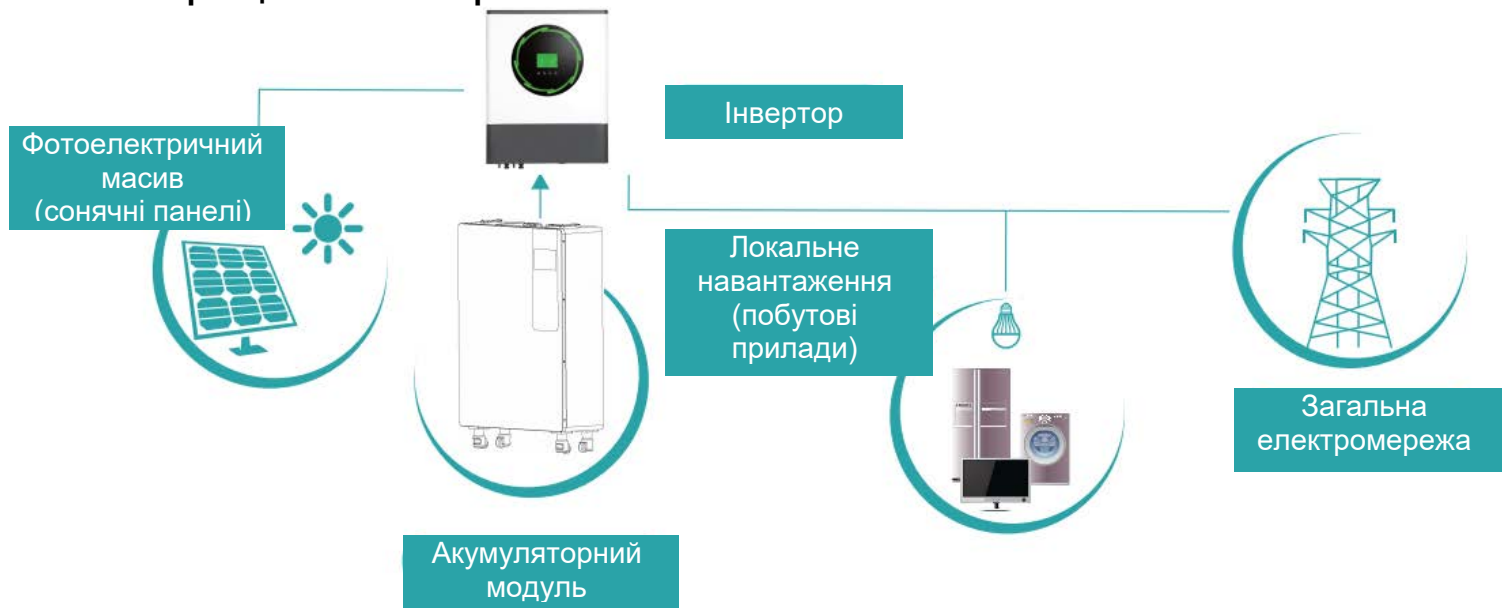 Інвертор
Фотоелектричний
масив
(сонячні панелі)
Локальне
навантаження
(побутові
прилади)
Загальна
електромережа
Акумуляторний
модуль